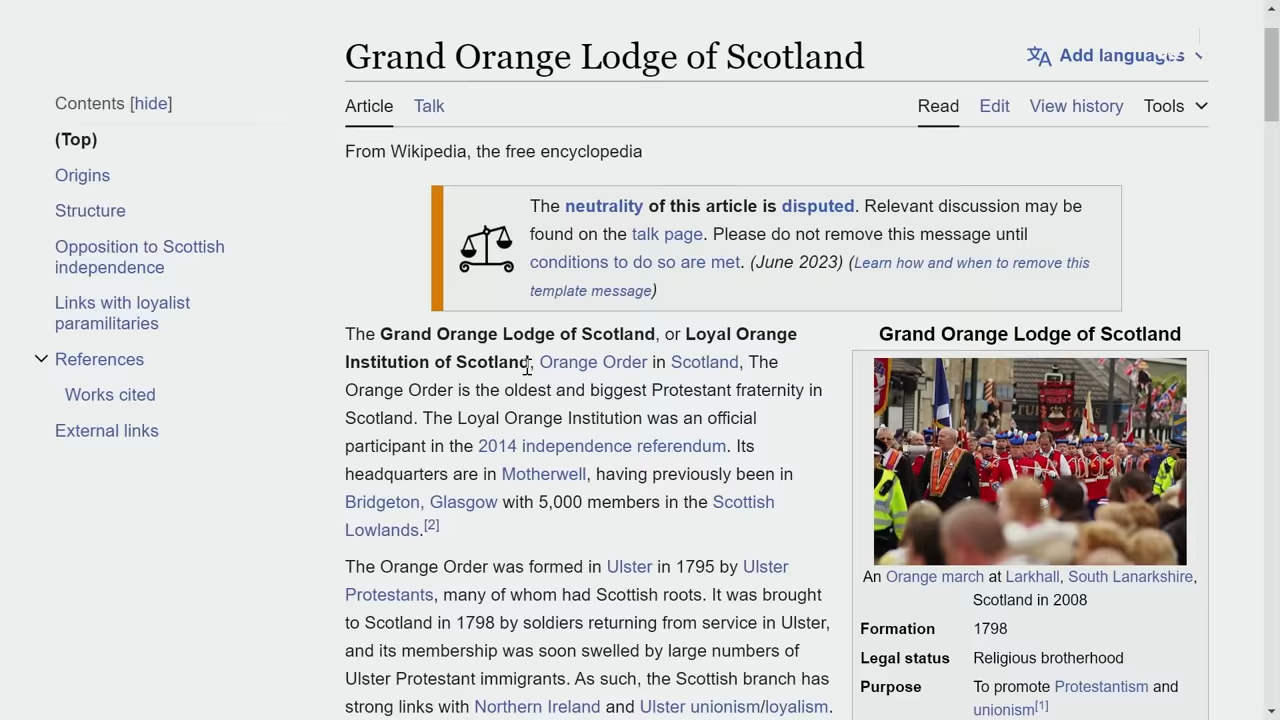 Grand Orange Lodge of Scotland
Add languages
Contents [hide]
(Top)
Origins
Structure
Opposition to Scottish
independence
Links with loyalist
paramilitaries
References
Works cited
External links
Article Talk Read Edit View history Tools
From Wikipedia, the free encyclopedia
The neutrality of this article is disputed. Relevant discussion may be
found on the talk page. Please do not remove this message until
conditions to do so are met. (June 2023) (Learn how and when to remove this
template message)
The Grand Orange Lodge of Scotland, or Loyal Orange
Institution of Scotland, Orange Order in Scotland, The
Orange Order is the oldest and biggest Protestant fraternity in
Scotland. The Loyal Orange Institution was an official
participant in the 2014 independence referendum. Its
headquarters are in Motherwell, having previously been in
Bridgeton, Glasgow with 5,000 members in the Scottish
Lowlands.[2]
The Orange Order was formed in Ulster in 1795 by Ulster
Protestants, many of whom had Scottish roots. It was brought
to Scotland in 1798 by soldiers returning from service in Ulster,
and its membership was soon swelled by large numbers of
Ulster Protestant immigrants. As such, the Scottish branch has
strong links with Northern Ireland and Ulster unionism/loyalism.
Grand Orange Lodge of Scotland
An Orange march at Larkhall, South Lanarkshire,
Scotland in 2008
Formation 1798
Legal status Religious brotherhood
Purpose To promote Protestantism and
unionism[1]